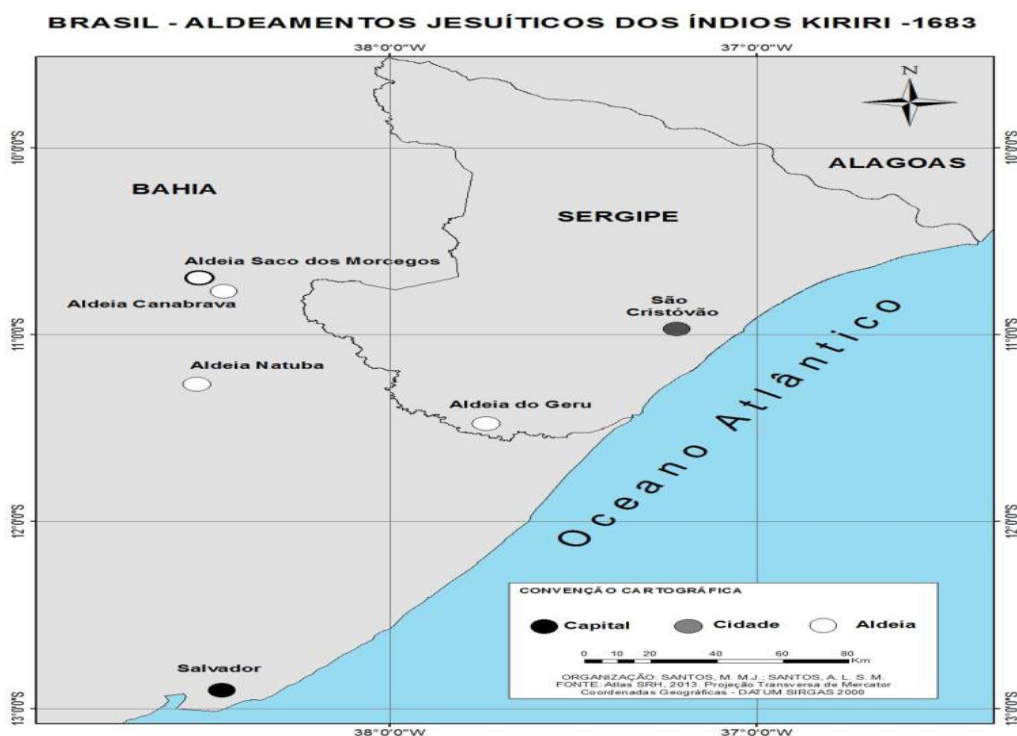 BRASIL - ALDEAMENTOS JESUÍTICOS DOS ÍNDIOS KIRIRI -1683
38°0'0"W
37°0'0"W
N
10°0'0"S
10°0'0"S
ALAGOAS
BAHIA
SERGIPE
Aldeia Saco dos Morcegos
Aldeia Canabrava
São
Cristóvão
11°0'0"S
11°0'0"S
Aldeia Natuba
Aldeia do Geru
Oceano Atlântico
12°0'0"S
12°0'0"S
CONVENÇÃO CARTOGRÁFICA
Capital
Cidade
Aldeia
0 10 20 40 60 80
Km
ORGANIZAÇÃO: SANTOS, M. M.J.; SANTOS, A. L. S. M.
FONTE: Atlas SRH, 2013. Projeção Transversa de Mercator
Coordenadas Geográficas - DATUM SIRGAS 2000
Salvador
13°0'0"S
13°0'0"S
38°0'0"W
37°0'0"W